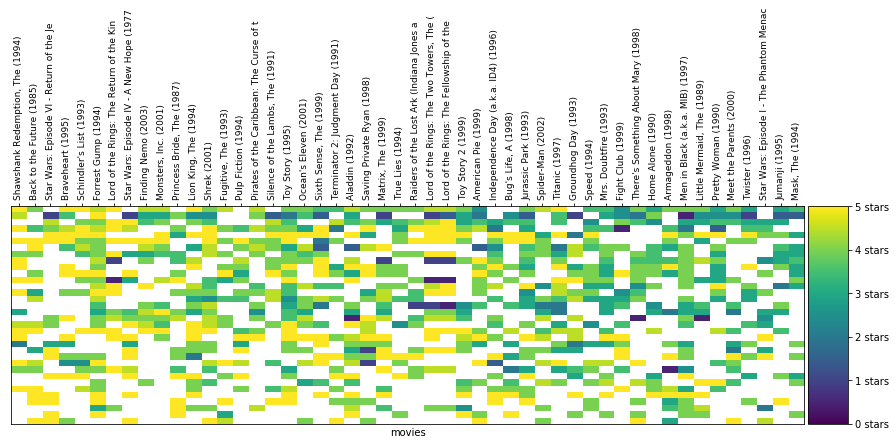 Shawshank Redemption, The (1994)
Back to the Future (1985)
Star Wars: Episode VI - Return of the Je
Braveheart (1995)
Schindler's List (1993)
Forrest Gump (1994)
Lord of the Rings: The Return of the Kin
Star Wars: Episode IV - A New Hope (1977
Finding Nemo (2003)
Monsters, Inc. (2001)
Princess Bride, The (1987)
Lion King, The (1994)
Shrek (2001)
Fugitive, The (1993)
Pulp Fiction (1994)
Pirates of the Caribbean: The Curse of t
Silence of the Lambs, The (1991)
Toy Story (1995)
Ocean's Eleven (2001)
Sixth Sense, The (1999)
Terminator 2: Judgment Day (1991)
Aladdin (1992)
Saving Private Ryan (1998)
Matrix, The (1999)
True Lies (1994)
Raiders of the Lost Ark (Indiana Jones a
Lord of the Rings: The Two Towers, The (
Lord of the Rings: The Fellowship of the
Toy Story 2 (1999)
American Pie (1999)
Independence Day (a.k.a. ID4) (1996)
Bug's Life, A (1998)
Jurassic Park (1993)
Spider-Man (2002)
Titanic (1997)
Groundhog Day (1993)
Speed (1994)
Mrs. Doubtfire (1993)
Fight Club (1999)
There's Something About Mary (1998)
Home Alone (1990)
Armageddon (1998)
Men in Black (a.k.a. MIB) (1997)
Little Mermaid, The (1989)
Pretty Woman (1990)
Meet the Parents (2000)
Twister (1996)
Star Wars: Episode I - The Phantom Menac
Jumanji (1995)
Mask, The (1994)
5 stars
4 stars
3 stars
2 stars
1 stars
0 stars
movies